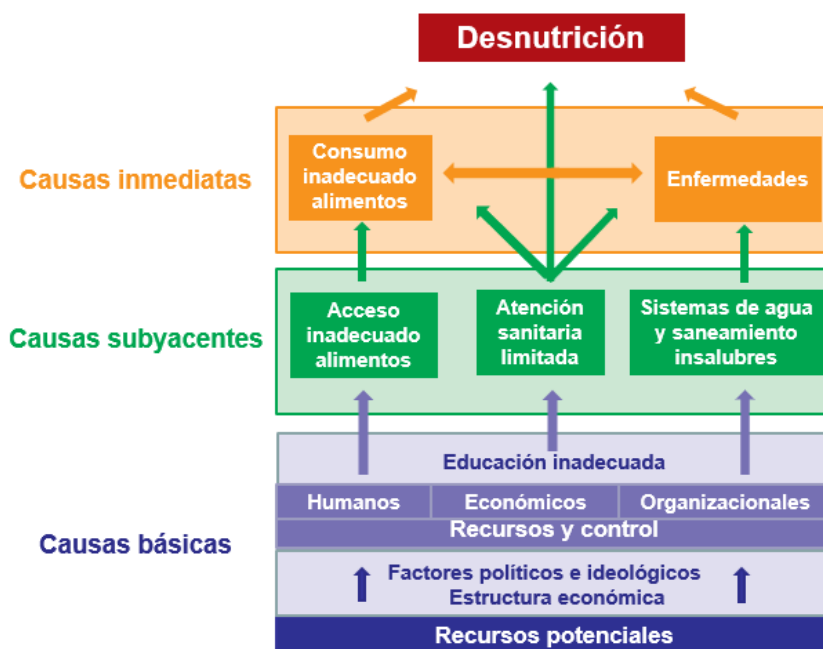 Desnutrición
Causas inmediatas
Consumo
inadecuado
alimentos
Enfermedades
Causas subyacentes
Acceso
inadecuado
alimentos
Atención
sanitaria
limitada
Sistemas de agua
y saneamiento
insalubres
Causas básicas
Educación inadecuada
Humanos
Económicos
Organizacionales
Recursos y control
Factores políticos e ideológicos
Estructura económica
Recursos potenciales